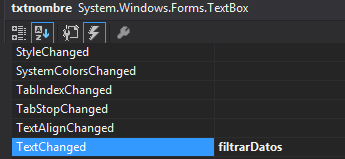 txtnombre System.Windows.Forms.TextBox
StyleChanged
SystemColorsChanged
TabIndexChanged
TabStopChanged
TextAlignChanged
TextChanged filtrarDatos